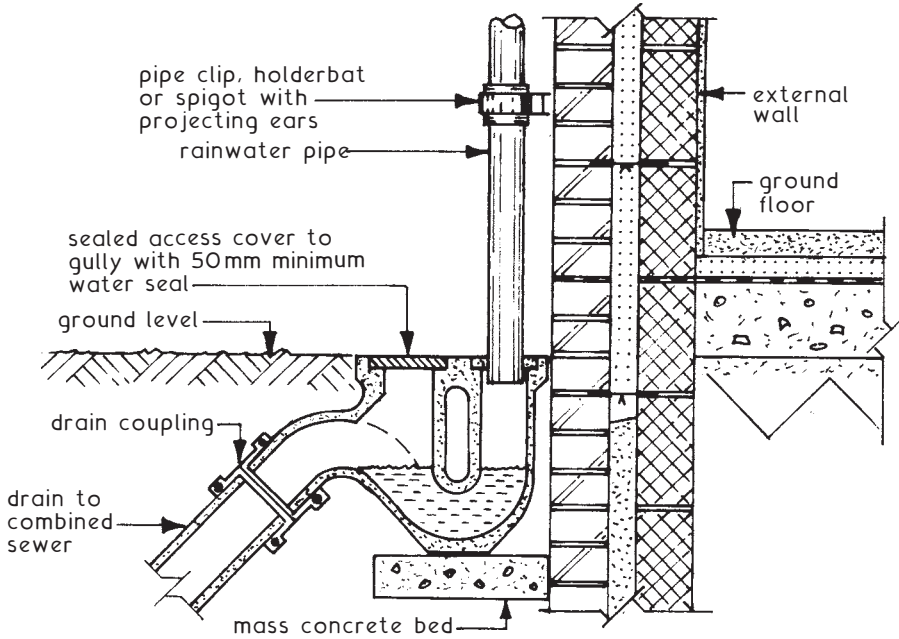 pipe clip, holderbat
or spigot with
projecting ears
rainwater pipe
external
wall
ground
floor
sealed access cover to
gully with 50mm minimum
water seal
ground level
drain coupling
drain to
combined
sewer
mass concrete bed